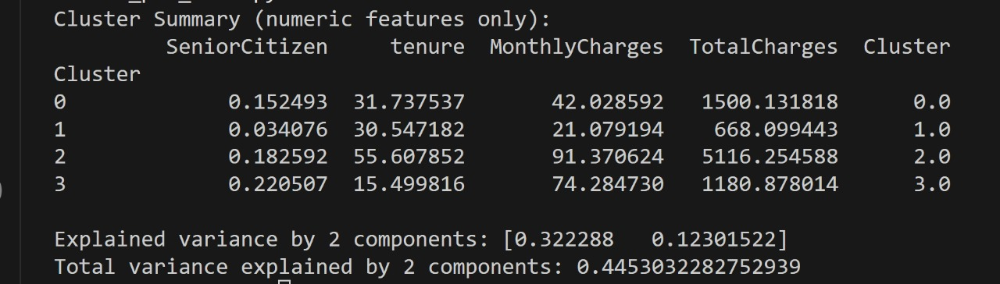 Cluster Summary (numeric features only):
SeniorCitizen tenure MonthlyCharges TotalCharges Cluster
Cluster
0 0.152493 31.737537 42.028592 1500.131818 0.0
1 0.034076 30.547182 21.079194 668.099443 1.0
2 0.182592 55.607852 91.370624 5116.254588 2.0
3 0.220507 15.499816 74.284730 1180.878014 3.0
Explained variance by 2 components: [0.322288 0.12301522]
Total variance explained by 2 components: 0.4453032282752939